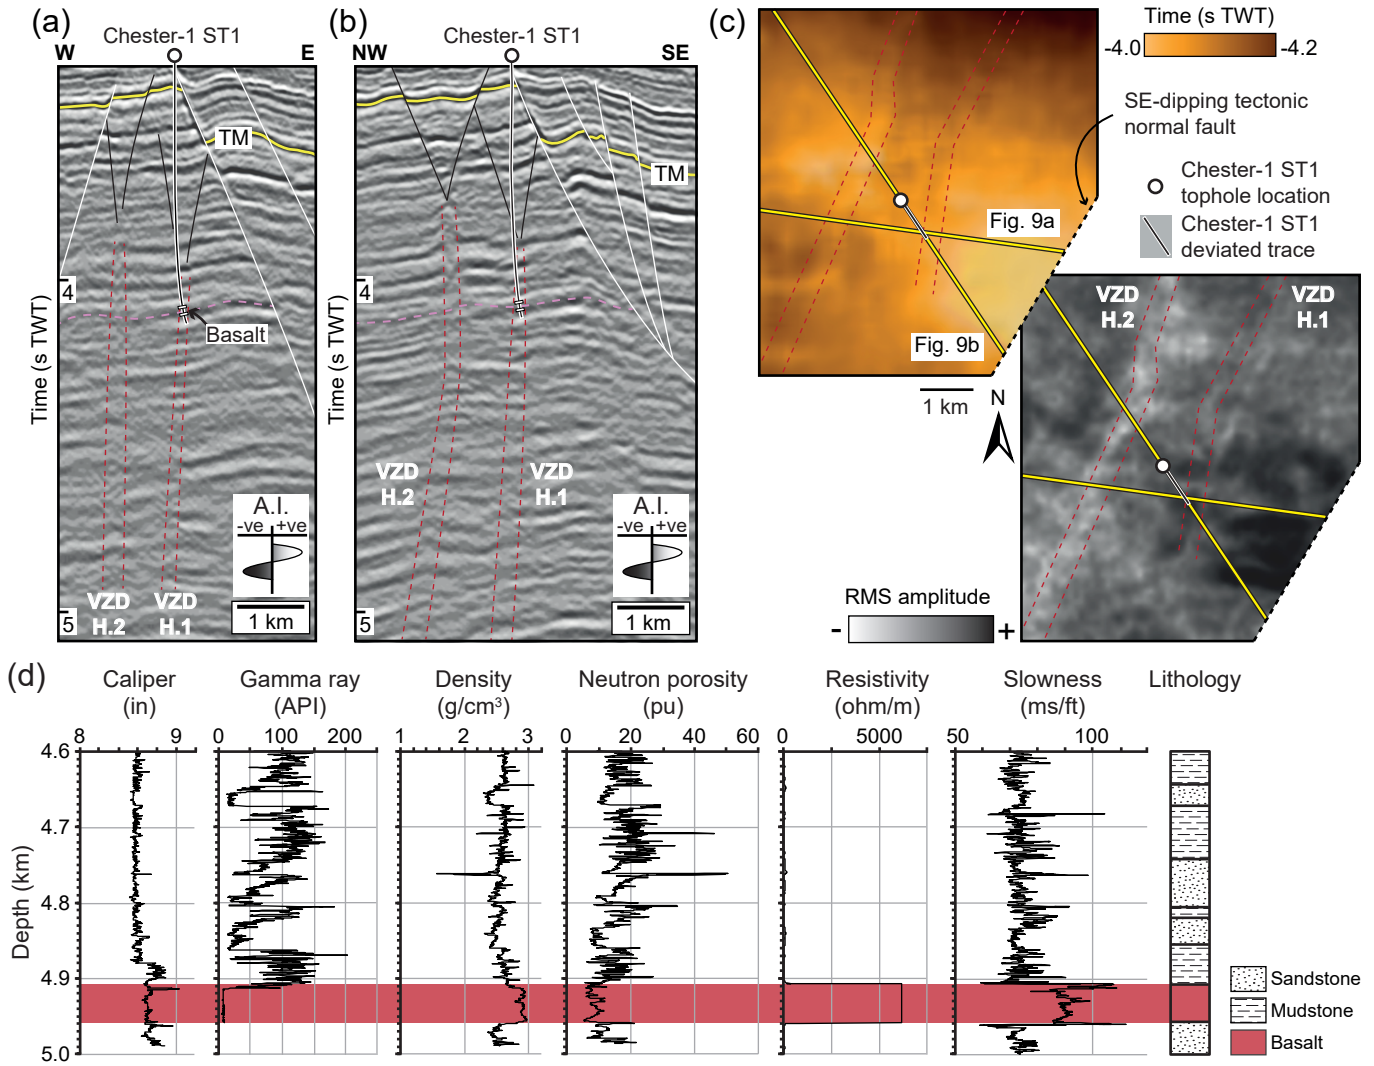 (a)
Chester-1 ST1
W
E
TM
4
Basalt
Time (s TWT)
A.I.
-ve +ve
VZD
H.2
VZD
H.1
5
1 km
(b)
Chester-1 ST1
NW
SE
TM
4
Time (s TWT)
VZD
H.2
VZD
H.1
A.I.
-ve +ve
5
1 km
(c)
Time (s TWT)
-4.0
-4.2
SE-dipping tectonic
normal fault
Chester-1 ST1
tophole location
Chester-1 ST1
deviated trace
Fig. 9a
Fig. 9b
1 km
N
VZD
H.2
VZD
H.1
RMS amplitude
- +
(d)
Caliper
(in)
Gamma ray
(API)
Density
(g/cm³)
Neutron porosity
(pu)
Resistivity
(ohm/m)
Slowness
(ms/ft)
Lithology
8 9
0 100 200
1 2 3
0 20 40 60
0 5000
50 100
Depth (km)
4.6
4.7
4.8
4.9
5.0
Sandstone
Mudstone
Basalt